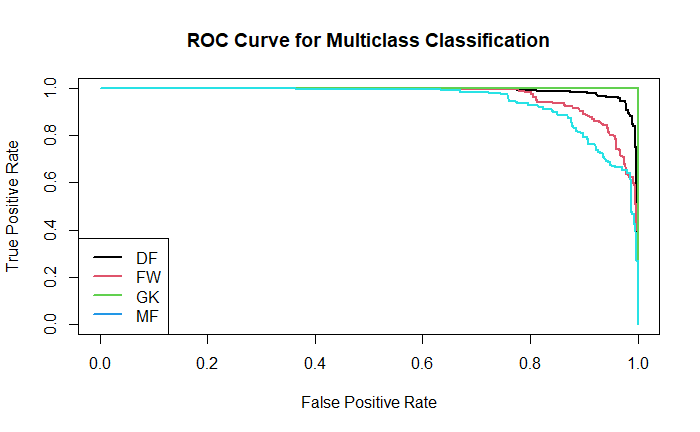 ROC Curve for Multiclass Classification
True Positive Rate
1.0
0.8
0.6
0.4
0.2
0.0
DF
FW
GK
MF
0.0 0.2 0.4 0.6 0.8 1.0
False Positive Rate